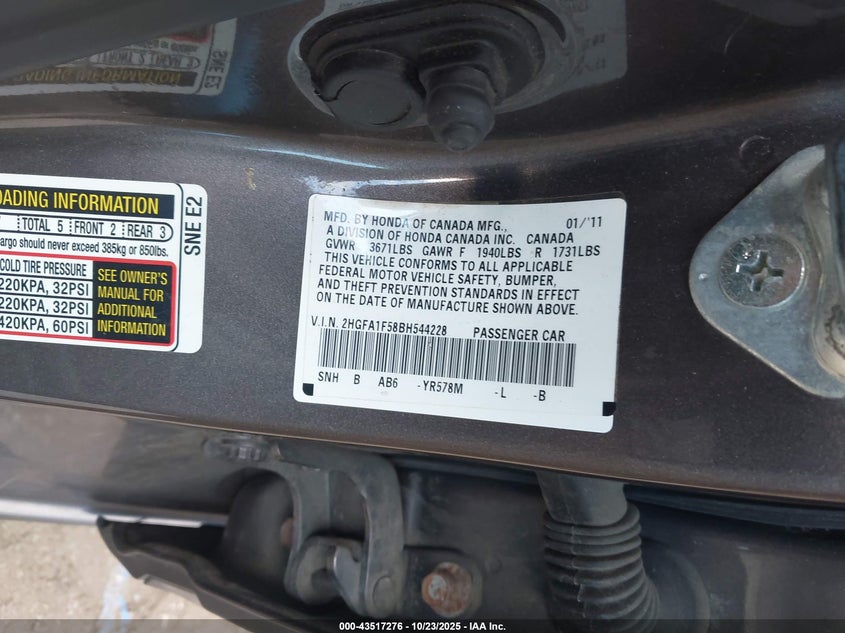 SNE E2
OADING INFORMATION
TOTAL 5 FRONT 2 REAR 3
argo should never exceed 385kg or 850lbs.
COLD TIRE PRESSURE
220KPA, 32PSI
220KPA, 32PSI
420KPA, 60PSI
SEE OWNER'S
MANUAL FOR
ADDITIONAL
INFORMATION
SNE E2
MFD. BY HONDA OF CANADA MFG., 01/'11
A DIVISION OF HONDA CANADA INC. CANADA
GVWR 3671LBS GAWR F 1940LBS R 1731LBS
THIS VEHICLE CONFORMS TO ALL APPLICABLE
FEDERAL MOTOR VEHICLE SAFETY, BUMPER,
AND THEFT PREVENTION STANDARDS IN EFFECT
ON THE DATE OF MANUFACTURE SHOWN ABOVE.
V.I.N. 2HGFA1F58BH544228 PASSENGER CAR
SNH B AB6 -YR578M -L -B
000-43517276 - 10/23/2025 - IAA Inc.